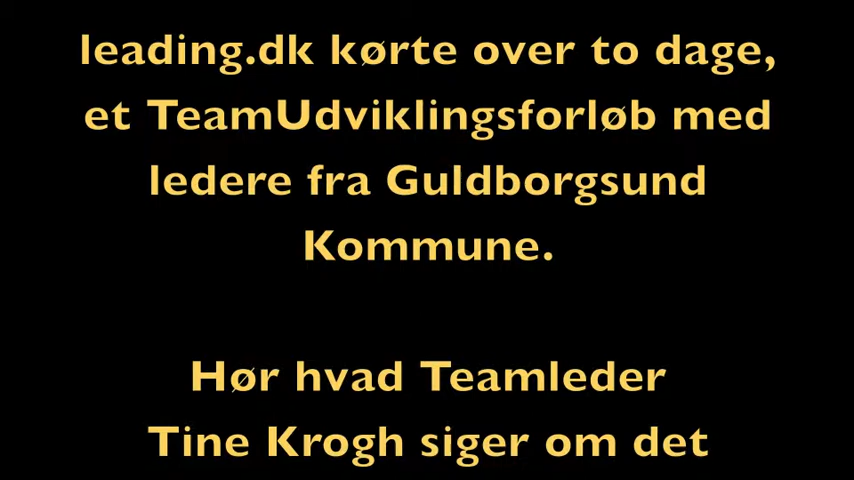 leading.dk kørte over to dage,
et TeamUdviklingsforløb med
ledere fra Guldborgsund
Kommune.
Hør hvad Teamleder
Tine Krogh siger om det